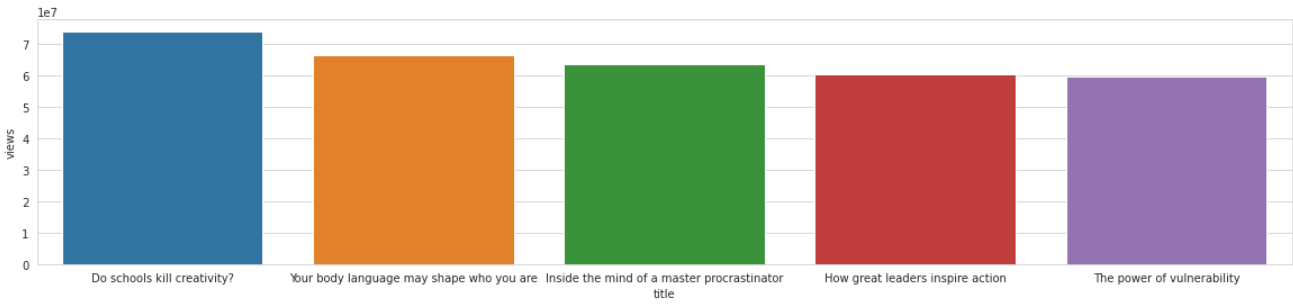 1e7
7
6
5
4
3
2
1
0
views
Do schools kill creativity? Your body language may shape who you are Inside the mind of a master procrastinator How great leaders inspire action The power of vulnerability
title